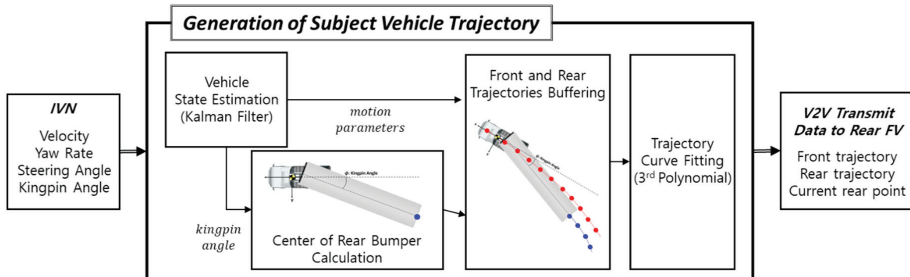 Generation of Subject Vehicle Trajectory
IVN
Velocity
Yaw Rate
Steering Angle
Kingpin Angle
Vehicle
State Estimation
(Kalman Filter)
motion
parameters
kingpin
angle
φ: Kingpin Angle
Center of Rear Bumper
Calculation
Front and Rear
Trajectories Buffering
Trajectory
Curve Fitting
(3rd Polynomial)
V2V Transmit
Data to Rear FV
Front trajectory
Rear trajectory
Current rear point